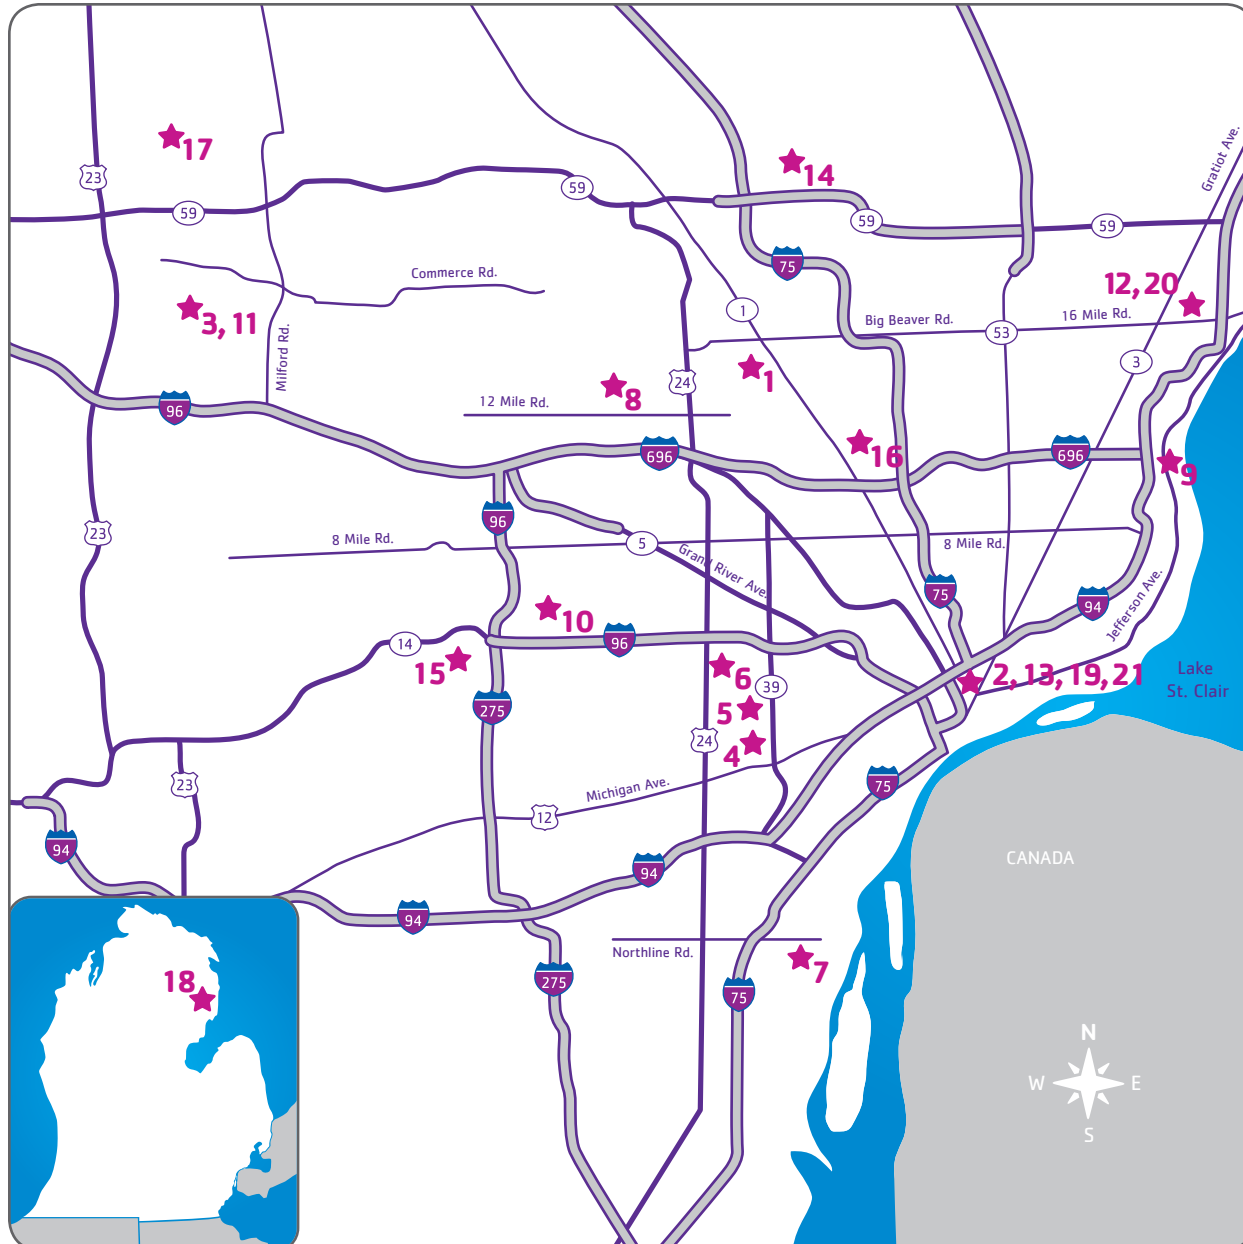 Gratiot Ave.
17
14
23
59
59
59
59
Commerce Rd.
75
12, 20
3, 11
1
Big Beaver Rd.
16 Mile Rd.
53
Milford Rd.
3
1
24
8
12 Mile Rd.
96
16
696
696
9
96
23
8 Mile Rd.
5
8 Mile Rd.
Grand River Ave.
75
94
Jefferson Ave.
10
14
96
15
6
39
2, 13, 19, 21
Lake
St. Clair
275
5
24
4
23
Michigan Ave.
75
12
94
94
CANADA
94
Northline Rd.
7
18
275
75
N
W
E
S